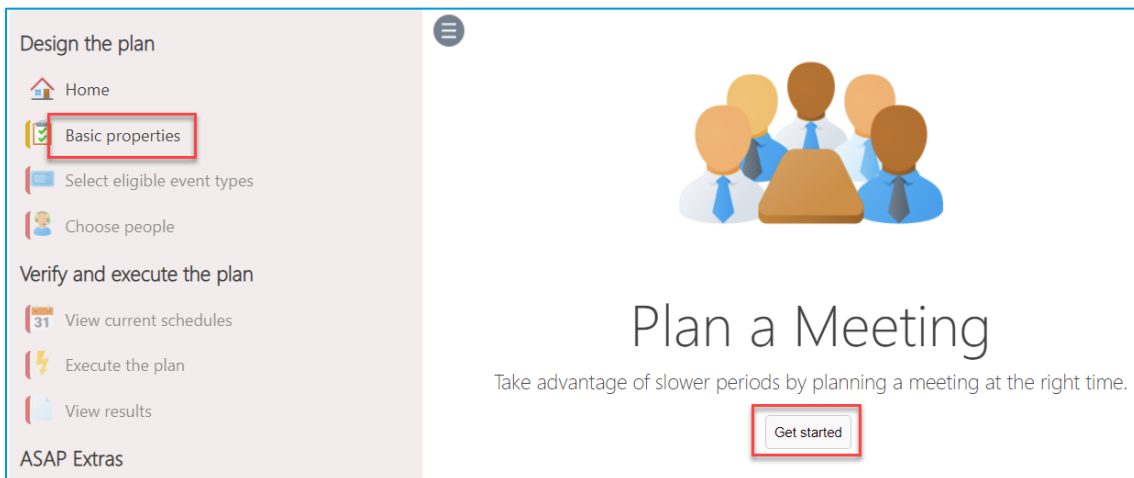 Design the plan
Home
Basic properties
Select eligible event types
Choose people
Verify and execute the plan
31 View current schedules
Execute the plan
View results
ASAP Extras
Plan a Meeting
Take advantage of slower periods by planning a meeting at the right time.
Get started